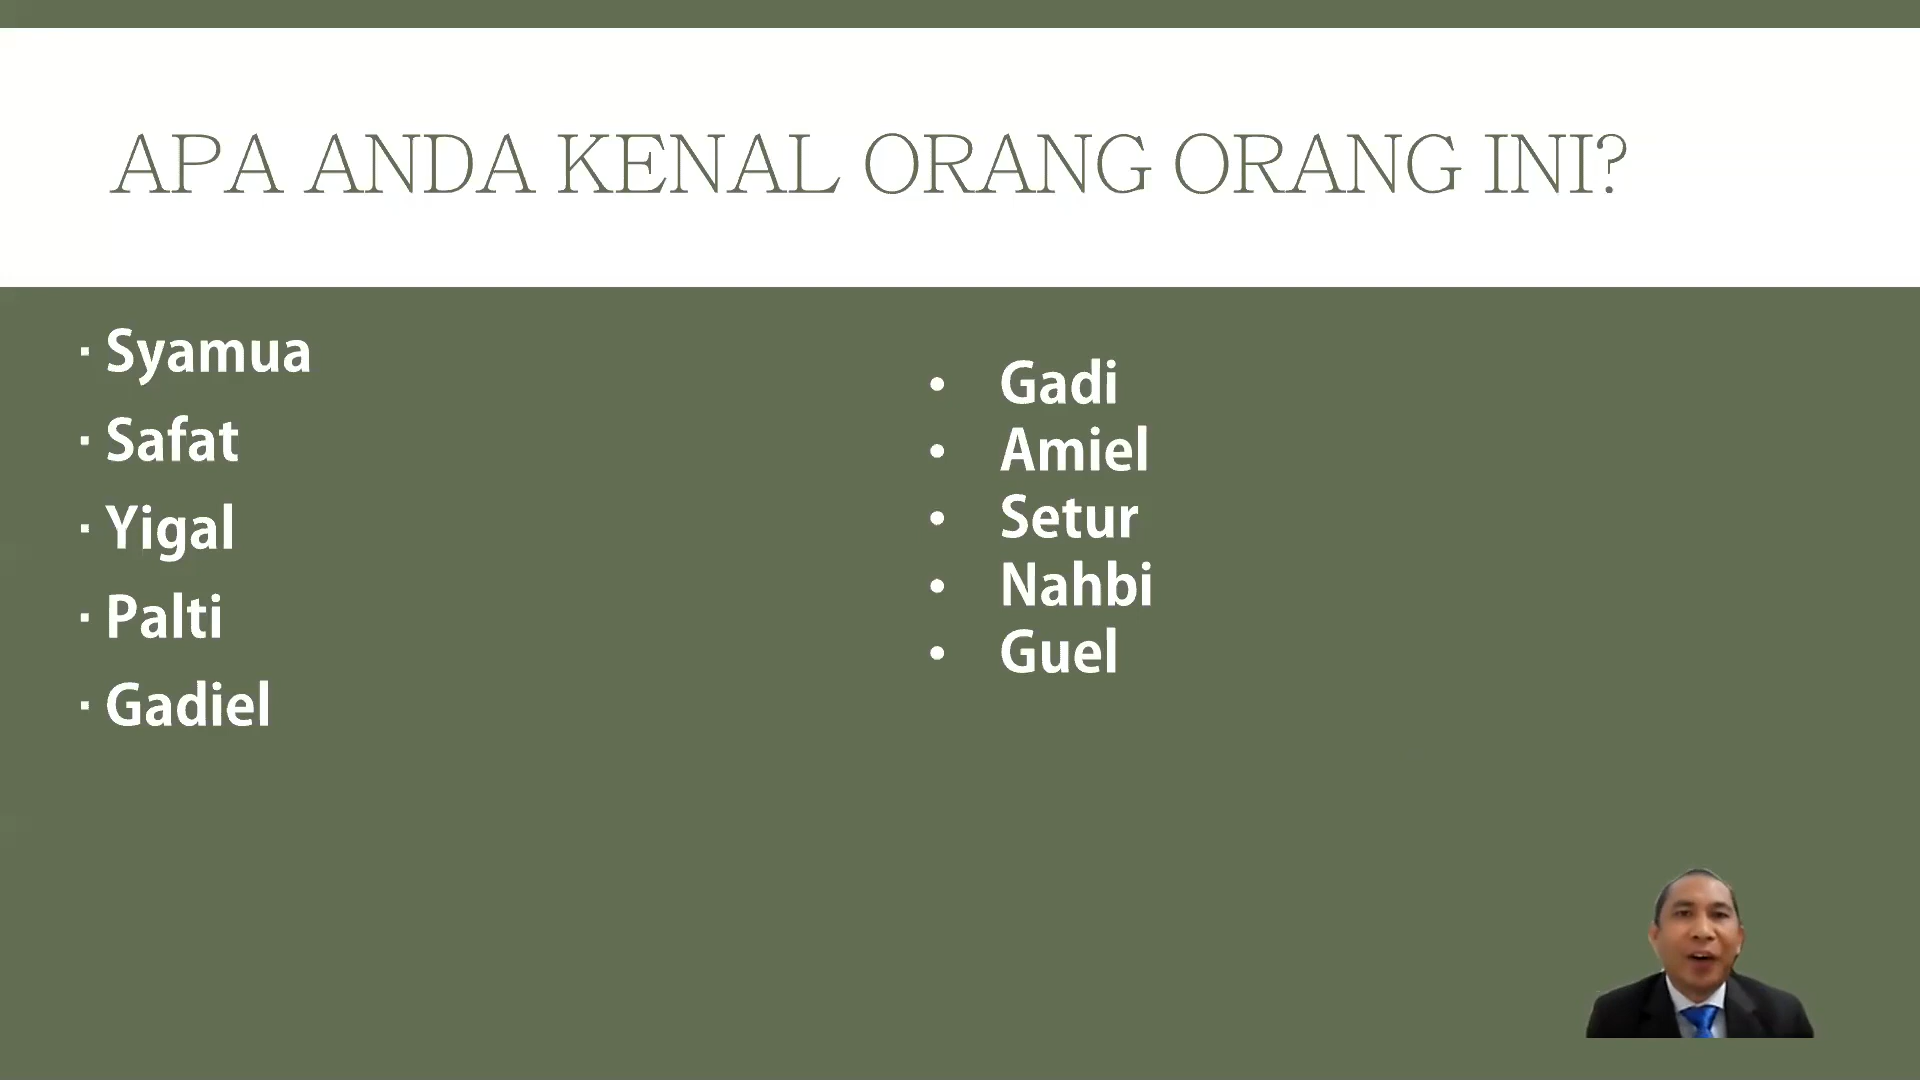 APA ANDA KENAL ORANG ORANG INI?
· Syamua
· Safat
· Yigal
· Palti
· Gadiel
• Gadi
• Amiel
• Setur
• Nahbi
• Guel